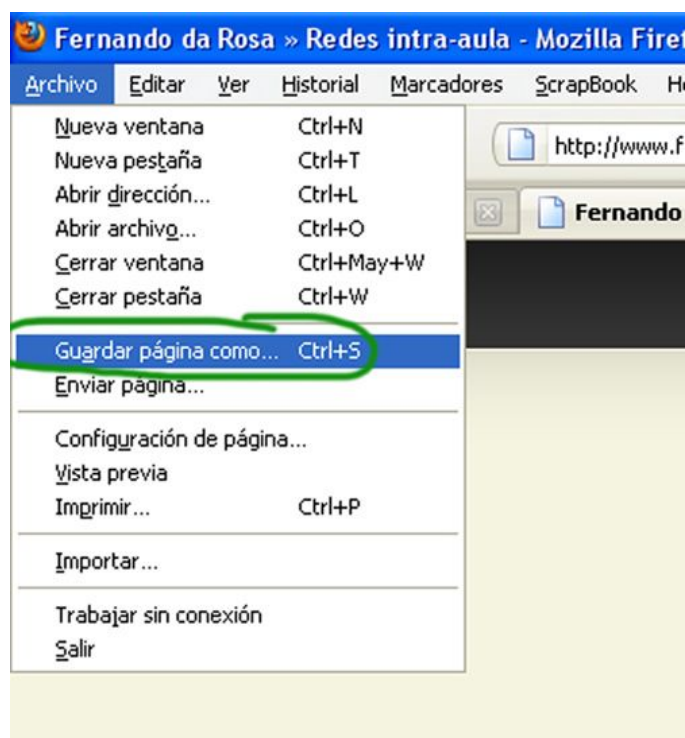 Fernando da Rosa » Redes intra-aula - Mozilla Firef
Archivo Editar Ver Historial Marcadores ScrapBook
http://www.f
Fernando
Nueva ventana Ctrl+N
Nueva pestaña Ctrl+T
Abrir dirección... Ctrl+L
Abrir archivo... Ctrl+O
Cerrar ventana Ctrl+May+W
Cerrar pestaña Ctrl+W
Guardar página como... Ctrl+S
Enviar página...
Configuración de página...
Vista previa
Imprimir... Ctrl+P
Importar...
Trabajar sin conexión
Salir